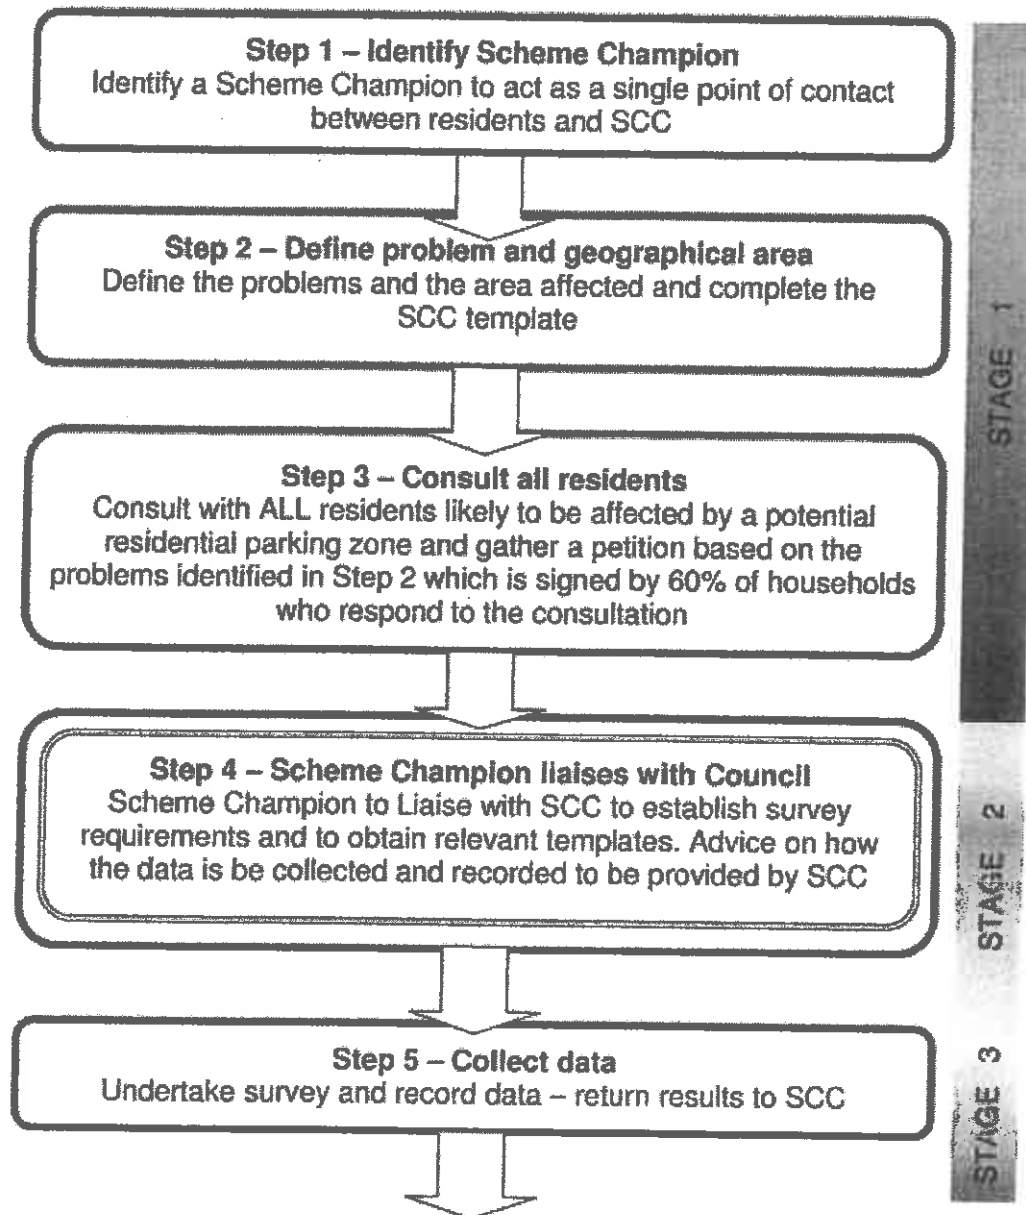 Step 1 – Identify Scheme Champion
Identify a Scheme Champion to act as a single point of contact
between residents and SCC
Step 2 – Define problem and geographical area
Define the problems and the area affected and complete the
SCC template
Step 3 – Consult all residents
Consult with ALL residents likely to be affected by a potential
residential parking zone and gather a petition based on the
problems identified in Step 2 which is signed by 60% of households
who respond to the consultation
STAGE 1
Step 4 – Scheme Champion liaises with Council
Scheme Champion to Liaise with SCC to establish survey
requirements and to obtain relevant templates. Advice on how
the data is be collected and recorded to be provided by SCC
STAGE 2
Step 5 – Collect data
Undertake survey and record data – return results to SCC
STAGE 3